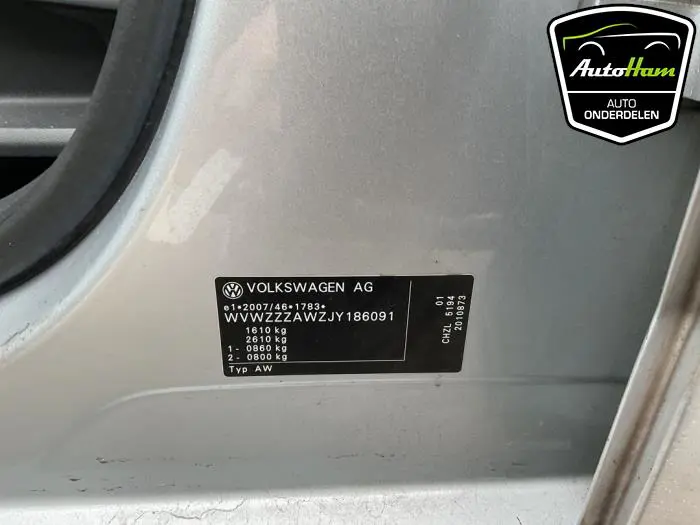 AutoHam
AUTO
ONDERDELEN
VOLKSWAGEN AG
e1*2007/46*1783*
WVWZZZAWZJY186091
1610 kg
2610 kg
1 - 0860 kg
2 - 0800 kg
Typ AW
01
CHZL 5194
2010873